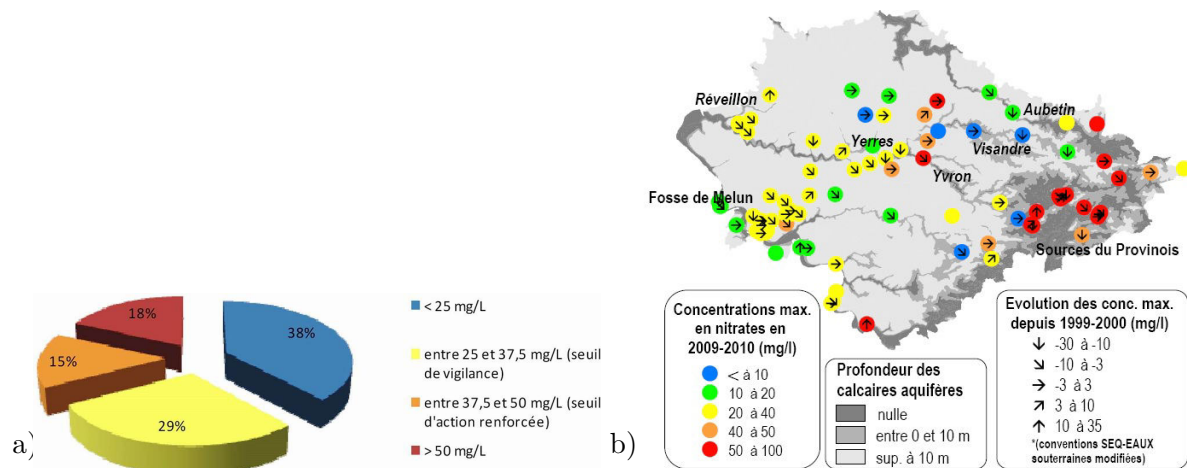 a)
38%
29%
15%
18%
< 25 mg/L
entre 25 et 37,5 mg/L (seuil
de vigilance)
entre 37,5 et 50 mg/L (seuil
d'action renforcée)
> 50 mg/L
b)
Réveillon
Aubetin
Yerres
Visandre
Yvron
Fosse de Melun
Sources du Provinois
Concentrations max.
en nitrates en
2009-2010 (mg/l)
< à 10
10 à 20
20 à 40
40 à 50
50 à 100
Profondeur des
calcaires aquifères
nulle
entre 0 et 10 m
sup. à 10 m
Evolution des conc. max.
depuis 1999-2000 (mg/l)
-30 à -10
-10 à -3
-3 à 3
3 à 10
10 à 35
*(conventions SEQ-EAUX
souterraines modifiées)